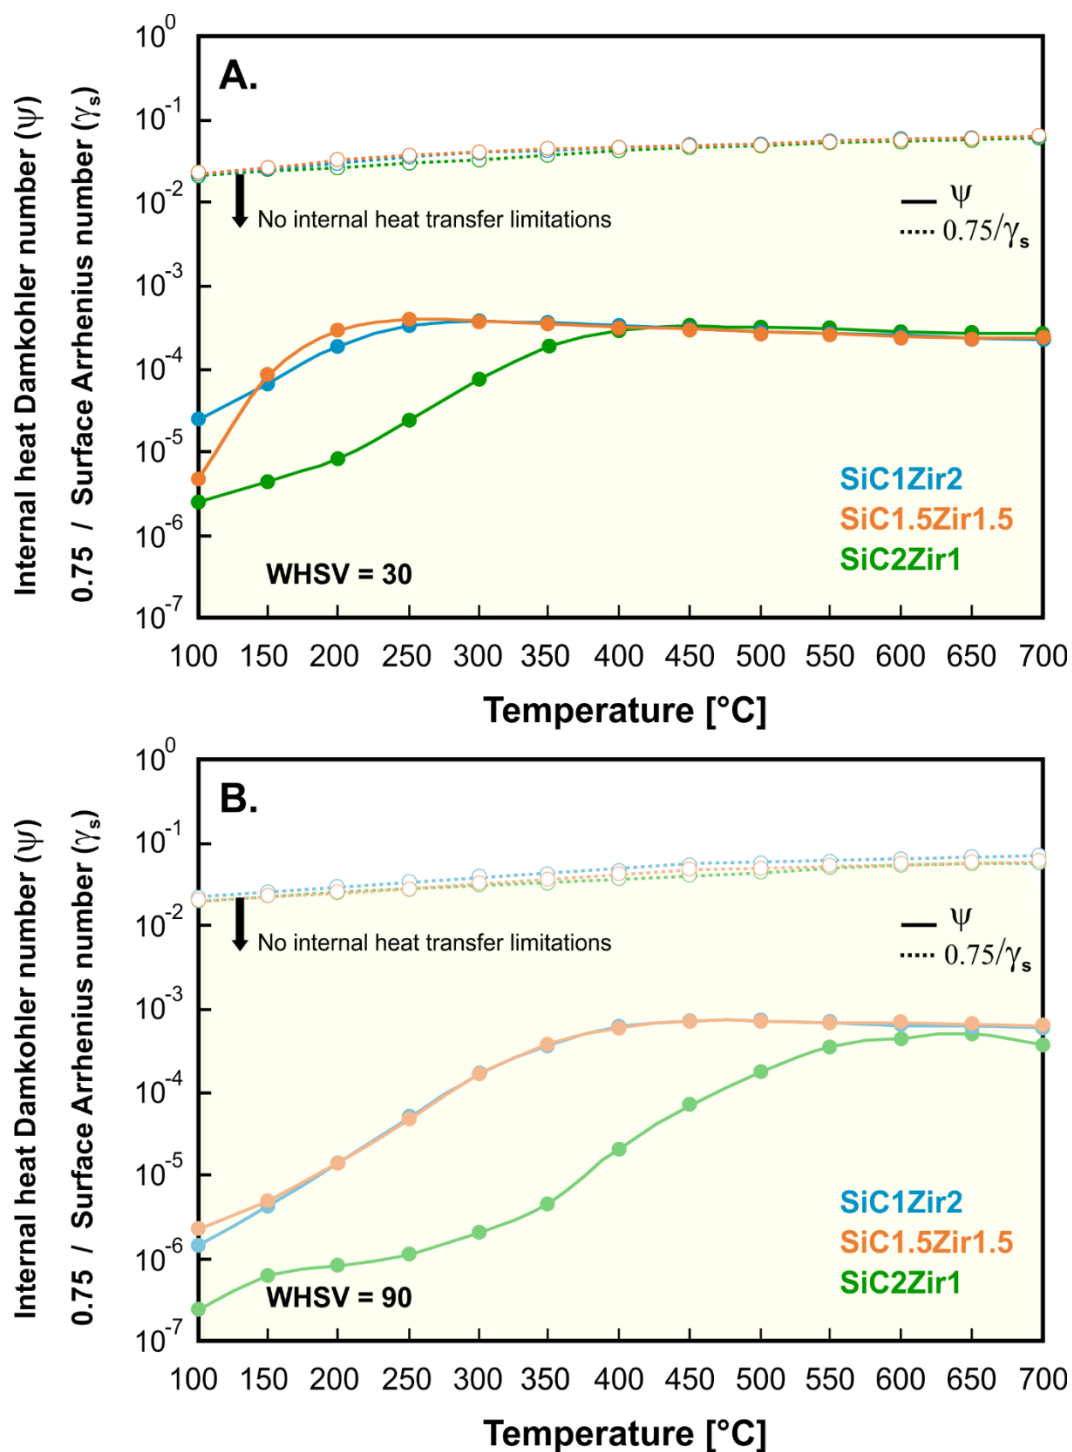 A.
Internal heat Damkohler number (ψ)
0.75 / Surface Arrhenius number (γs)
10^0
10^-1
10^-2
10^-3
10^-4
10^-5
10^-6
10^-7
No internal heat transfer limitations
ψ
0.75/γs
SiC1Zir2
SiC1.5Zir1.5
SiC2Zir1
WHSV = 30
100 150 200 250 300 350 400 450 500 550 600 650 700
Temperature [°C]
B.
Internal heat Damkohler number (ψ)
0.75 / Surface Arrhenius number (γs)
10^0
10^-1
10^-2
10^-3
10^-4
10^-5
10^-6
10^-7
No internal heat transfer limitations
ψ
0.75/γs
SiC1Zir2
SiC1.5Zir1.5
SiC2Zir1
WHSV = 90
100 150 200 250 300 350 400 450 500 550 600 650 700
Temperature [°C]